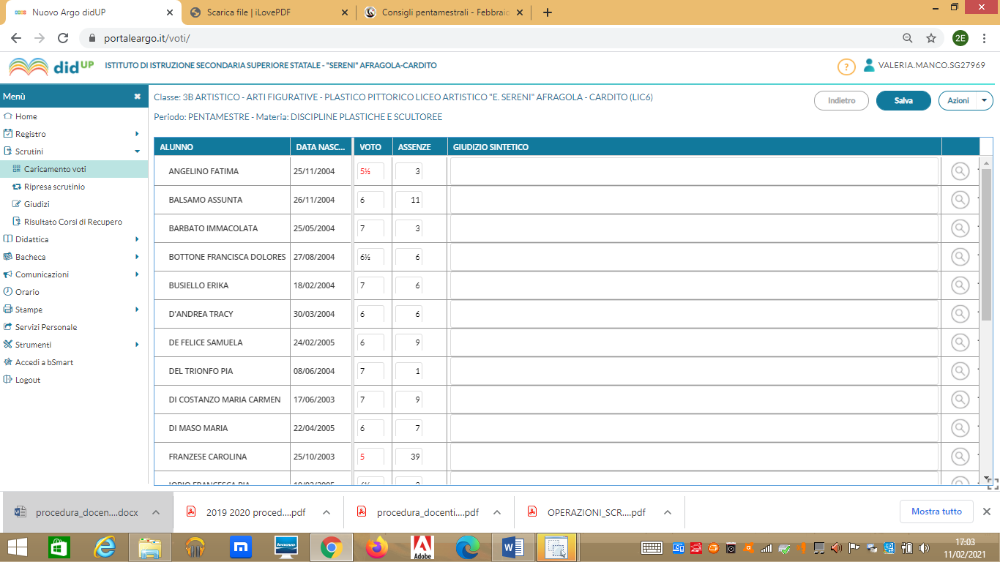 Nuovo Argo didUP
Scarica file | iLovePDF
Consigli pentamestrali - Febbraio
portaleargo.it/voti/
2E
didUP
ISTITUTO DI ISTRUZIONE SECONDARIA SUPERIORE STATALE - "SERENI" AFRAGOLA-CARDITO
?
VALERIA.MANCO.SG27969
Menù
Classe: 3B ARTISTICO - ARTI FIGURATIVE - PLASTICO PITTORICO LICEO ARTISTICO "E. SERENI" AFRAGOLA - CARDITO (LIC6)
Periodo: PENTAMESTRE - Materia: DISCIPLINE PLASTICHE E SCULTOREE
Indietro
Salva
Azioni
Home
Registro
Scrutini
Caricamento voti
Ripresa scrutinio
Giudizi
Risultato Corsi di Recupero
Didattica
Bacheca
Comunicazioni
Orario
Stampe
Servizi Personale
Strumenti
Accedi a bSmart
Logout
ALUNNO DATA NASC... VOTO ASSENZE GIUDIZIO SINTETICO
ANGELINO FATIMA 25/11/2004 5½ 3
BALSAMO ASSUNTA 26/11/2004 6 11
BARBATO IMMACOLATA 25/05/2004 7 3
BOTTONE FRANCISCA DOLORES 27/08/2004 6½ 6
BUSIELLO ERIKA 18/02/2004 7 6
D'ANDREA TRACY 30/03/2004 6 6
DE FELICE SAMUELA 24/02/2005 6 9
DEL TRIONFO PIA 08/06/2004 7 1
DI COSTANZO MARIA CARMEN 17/06/2003 7 9
DI MASO MARIA 22/04/2005 6 7
FRANZESE CAROLINA 25/10/2003 5 39
procedura_docen....docx
2019 2020 proced....pdf
procedura_docenti....pdf
OPERAZIONI_SCR....pdf
Mostra tutto
lenovo
Adobe
17:03
11/02/2021